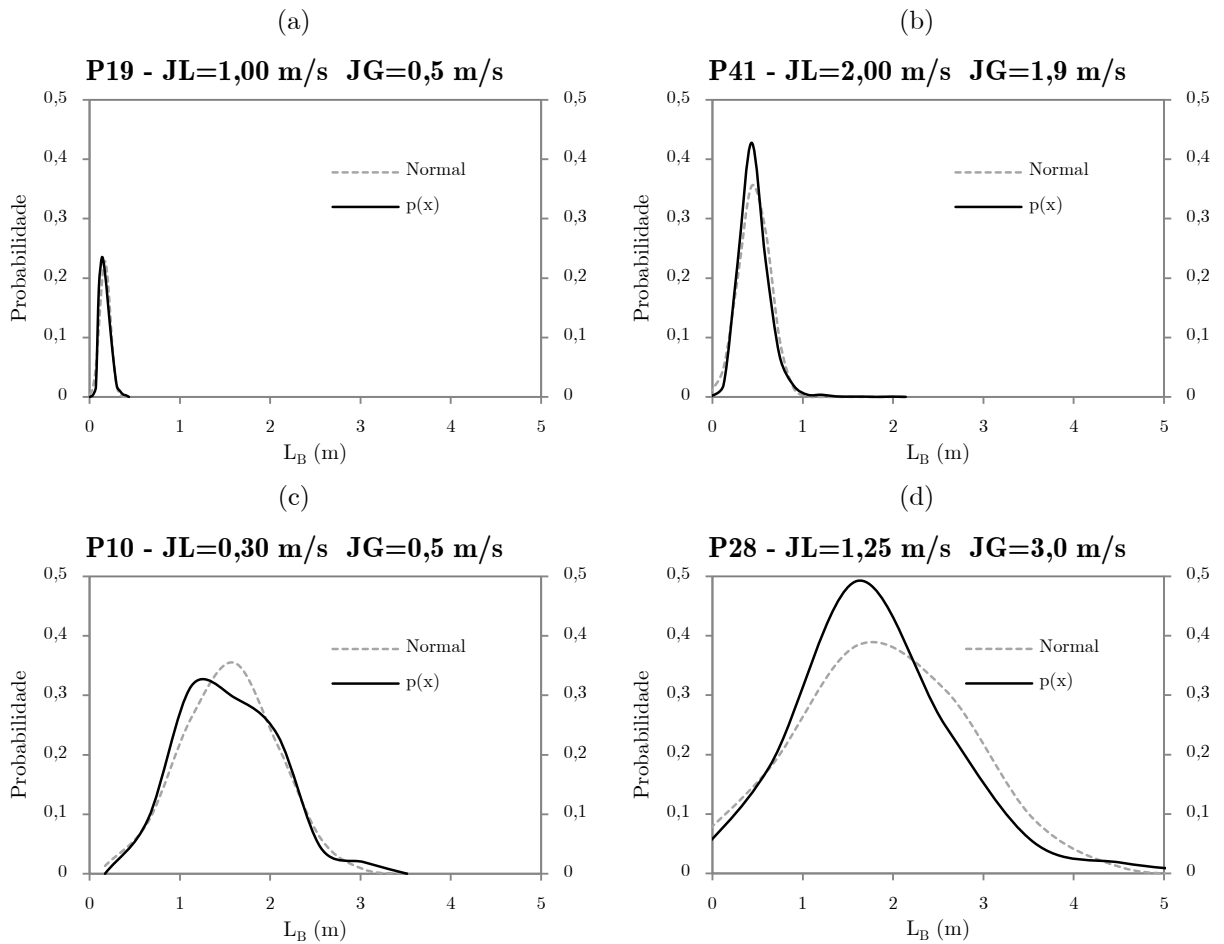 (a)
P19 - JL=1,00 m/s JG=0,5 m/s
0,5
0,4
0,3
0,2
0,1
0
0,5
0,4
0,3
0,2
0,1
0
Probabilidade
Normal
p(x)
0 1 2 3 4 5
L_B (m)
(b)
P41 - JL=2,00 m/s JG=1,9 m/s
0,5
0,4
0,3
0,2
0,1
0
0,5
0,4
0,3
0,2
0,1
0
Probabilidade
Normal
p(x)
0 1 2 3 4 5
L_B (m)
(c)
P10 - JL=0,30 m/s JG=0,5 m/s
0,5
0,4
0,3
0,2
0,1
0
0,5
0,4
0,3
0,2
0,1
0
Probabilidade
Normal
p(x)
0 1 2 3 4 5
L_B (m)
(d)
P28 - JL=1,25 m/s JG=3,0 m/s
0,5
0,4
0,3
0,2
0,1
0
0,5
0,4
0,3
0,2
0,1
0
Probabilidade
Normal
p(x)
0 1 2 3 4 5
L_B (m)